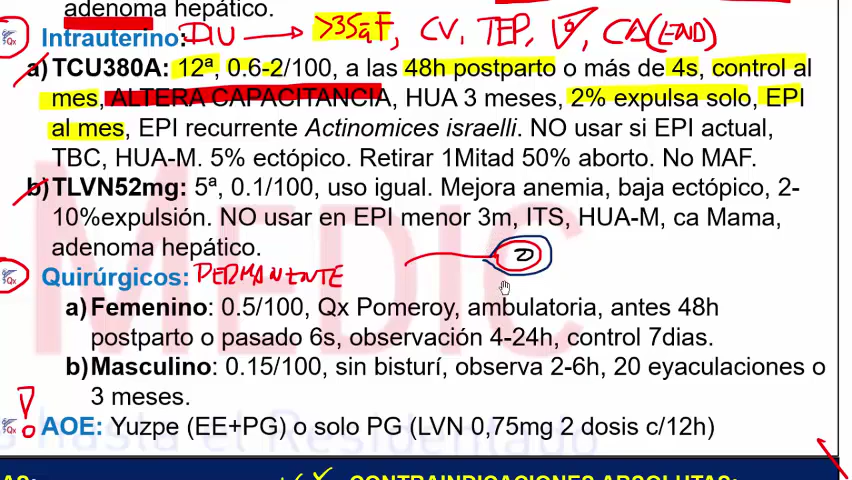 adenoma hepático.
Intrauterino: DIU → >35a F, CV, TEP, CA(END)
a) TCU380A: 12ª, 0.6-2/100, a las 48h postparto o más de 4s, control al
mes, ALTERA CAPACITANCIA, HUA 3 meses, 2% expulsa solo, EPI
al mes, EPI recurrente Actinomices israelli. NO usar si EPI actual,
TBC, HUA-M. 5% ectópico. Retirar 1Mitad 50% aborto. No MAF.
b) TLVN52mg: 5ª, 0.1/100, uso igual. Mejora anemia, baja ectópico, 2-
10%expulsión. NO usar en EPI menor 3m, ITS, HUA-M, ca Mama,
adenoma hepático.
Quirúrgicos: PERMANENTE
a) Femenino: 0.5/100, Qx Pomeroy, ambulatoria, antes 48h
postparto o pasado 6s, observación 4-24h, control 7dias.
b) Masculino: 0.15/100, sin bisturí, observa 2-6h, 20 eyaculaciones o
3 meses.
! AOE: Yuzpe (EE+PG) o solo PG (LVN 0,75mg 2 dosis c/12h)
s hasta el Residentado
MEDIC
CONTRAINDICACIONES ABSOLUTAS: